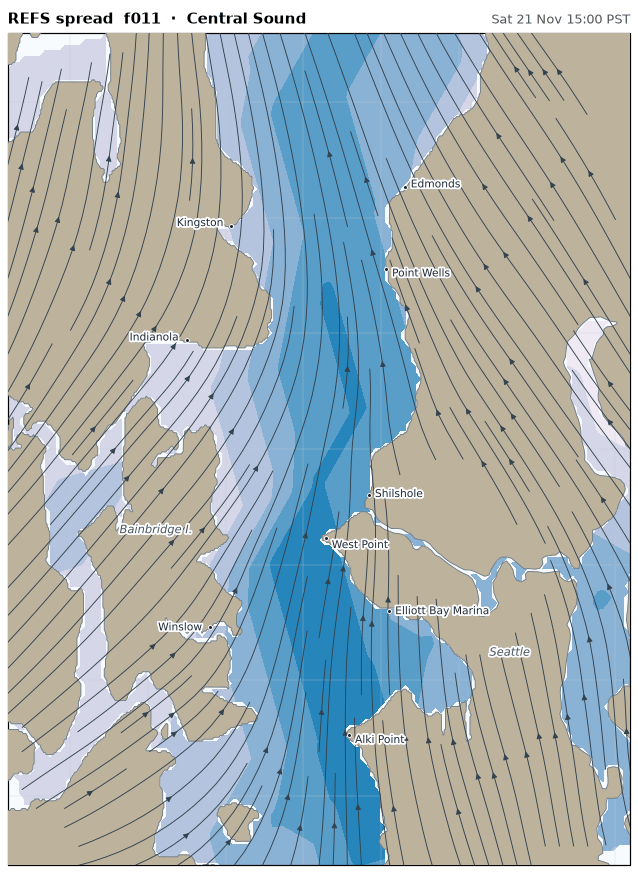 REFS spread f011 · Central Sound
Sat 21 Nov 15:00 PST
Edmonds
Kingston
Point Wells
Indianola
Shilshole
Bainbridge I.
West Point
Elliott Bay Marina
Winslow
Seattle
Alki Point